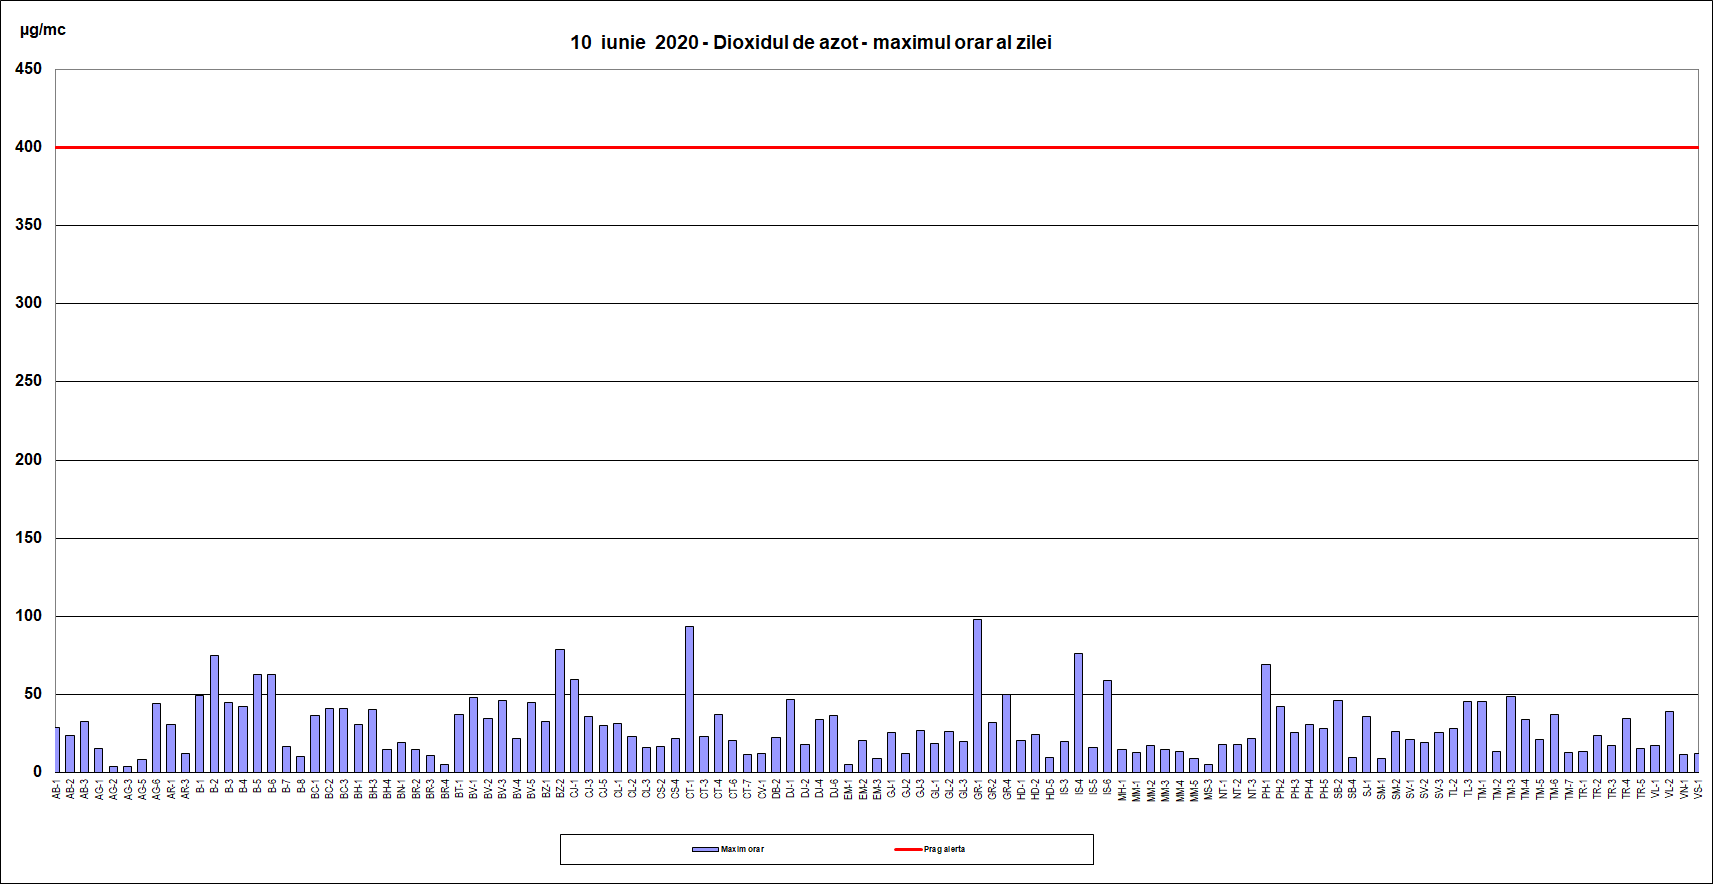 µg/mc
10 iunie 2020 - Dioxidul de azot - maximul orar al zilei
450
400
350
300
250
200
150
100
50
0
AB-1
AB-2
AB-3
AG-1
AG-2
AG-3
AG-5
AG-6
AR-1
AR-3
B-1
B-2
B-3
B-4
B-5
B-6
B-7
B-8
BC-1
BC-2
BC-3
BH-1
BH-3
BH-4
BN-1
BR-2
BR-3
BR-4
BT-1
BV-1
BV-2
BV-3
BV-4
BV-5
BZ-1
BZ-2
CJ-1
CJ-3
CJ-5
CL-1
CL-2
CL-3
CS-2
CS-4
CT-1
CT-3
CT-4
CT-6
CT-7
CV-1
DB-2
DJ-1
DJ-2
DJ-4
DJ-6
EM-1
EM-2
EM-3
GJ-1
GJ-2
GJ-3
GL-1
GL-2
GL-3
GR-1
GR-2
GR-4
HD-1
HD-2
HD-5
IS-3
IS-4
IS-5
IS-6
MH-1
MM-1
MM-2
MM-3
MM-4
MM-5
MS-3
NT-1
NT-2
NT-3
PH-1
PH-2
PH-3
PH-4
PH-5
SB-2
SB-4
SJ-1
SM-1
SM-2
SV-1
SV-2
SV-3
TL-2
TL-3
TM-1
TM-2
TM-3
TM-4
TM-5
TM-6
TM-7
TR-1
TR-2
TR-3
TR-4
TR-5
VL-1
VL-2
VN-1
VS-1
Maxim orar
Prag alerta